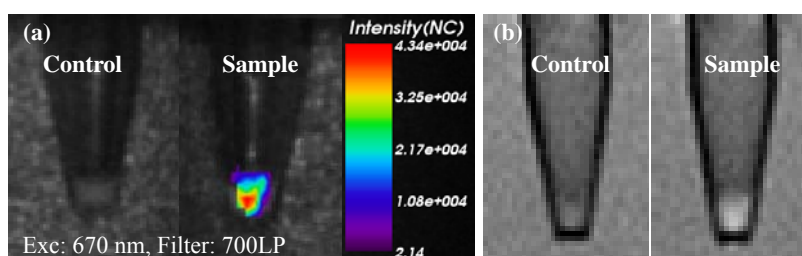 (a)
Control
Sample
Intensity(NC)
4.34e+004
3.25e+004
2.17e+004
1.08e+004
2.14
Exc: 670 nm, Filter: 700LP
(b)
Control
Sample